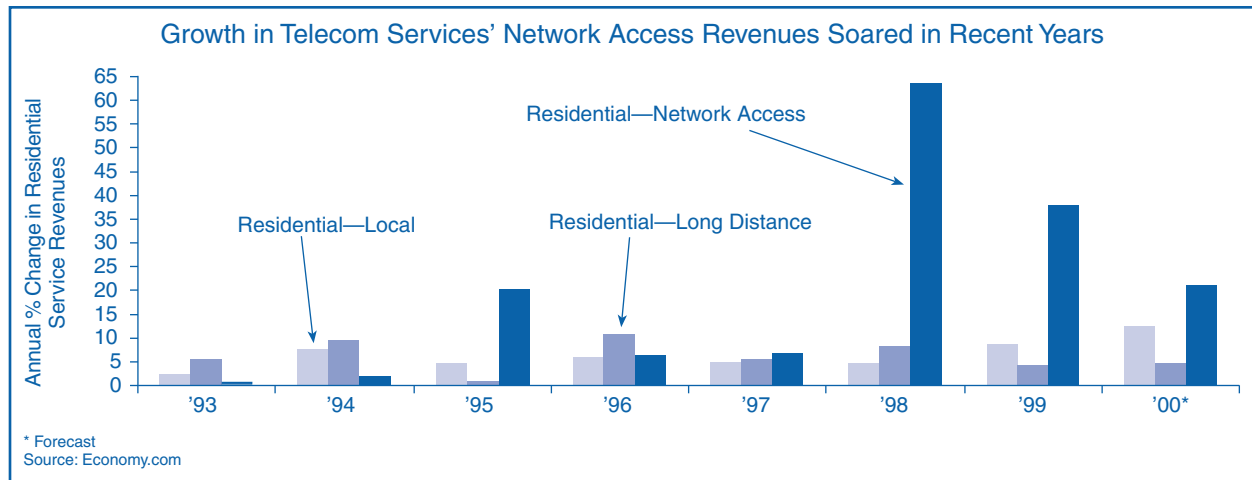 Growth in Telecom Services’ Network Access Revenues Soared in Recent Years
Annual % Change in Residential
Service Revenues
65
60
55
50
45
40
35
30
25
20
15
10
5
0
Residential—Network Access
Residential—Local
Residential—Long Distance
’93
’94
’95
’96
’97
’98
’99
’00*
* Forecast
Source: Economy.com